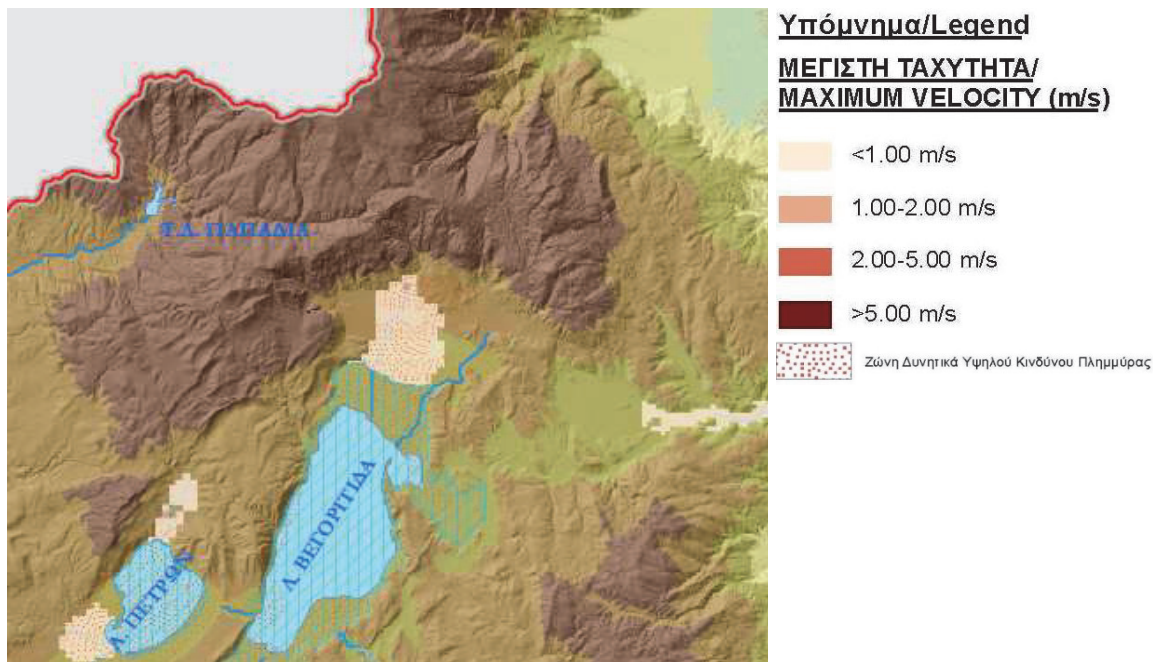 Υπόμνημα/Legend
ΜΕΓΙΣΤΗ ΤΑΧΥΤΗΤΑ/
MAXIMUM VELOCITY (m/s)
<1.00 m/s
1.00-2.00 m/s
2.00-5.00 m/s
>5.00 m/s
Ζώνη Δυνητικά Υψηλού Κινδύνου Πλημμύρας
Τ.Λ. ΠΑΠΑΔΙΑ
Λ. ΒΕΓΟΡΙΤΙΔΑ
Λ. ΠΕΤΡΩΝ